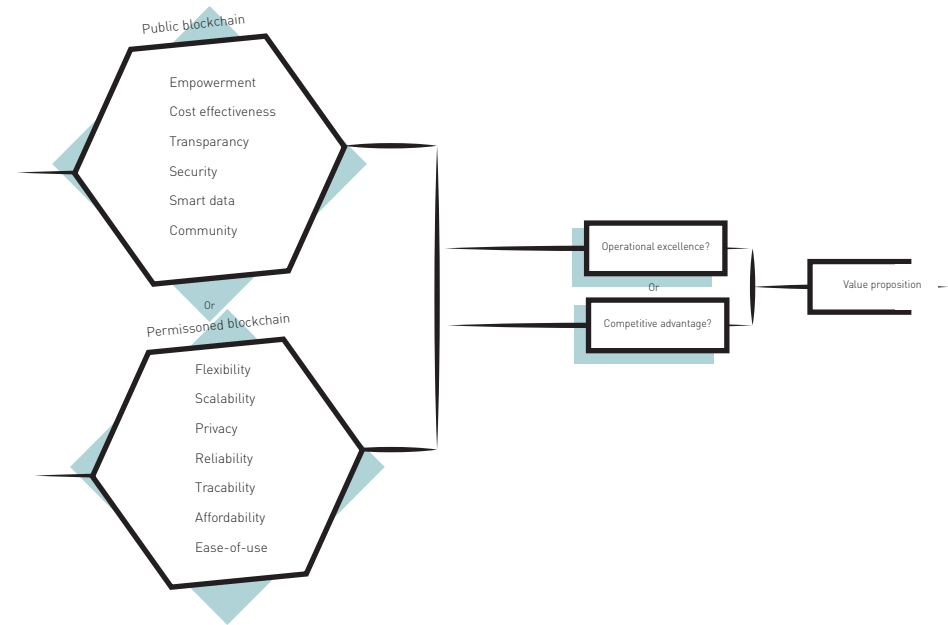 Public blockchain
Empowerment
Cost effectiveness
Transparancy
Security
Smart data
Community
Or
Permissoned blockchain
Flexibility
Scalability
Privacy
Reliability
Tracability
Affordability
Ease-of-use
Operational excellence?
Or
Competitive advantage?
Value proposition